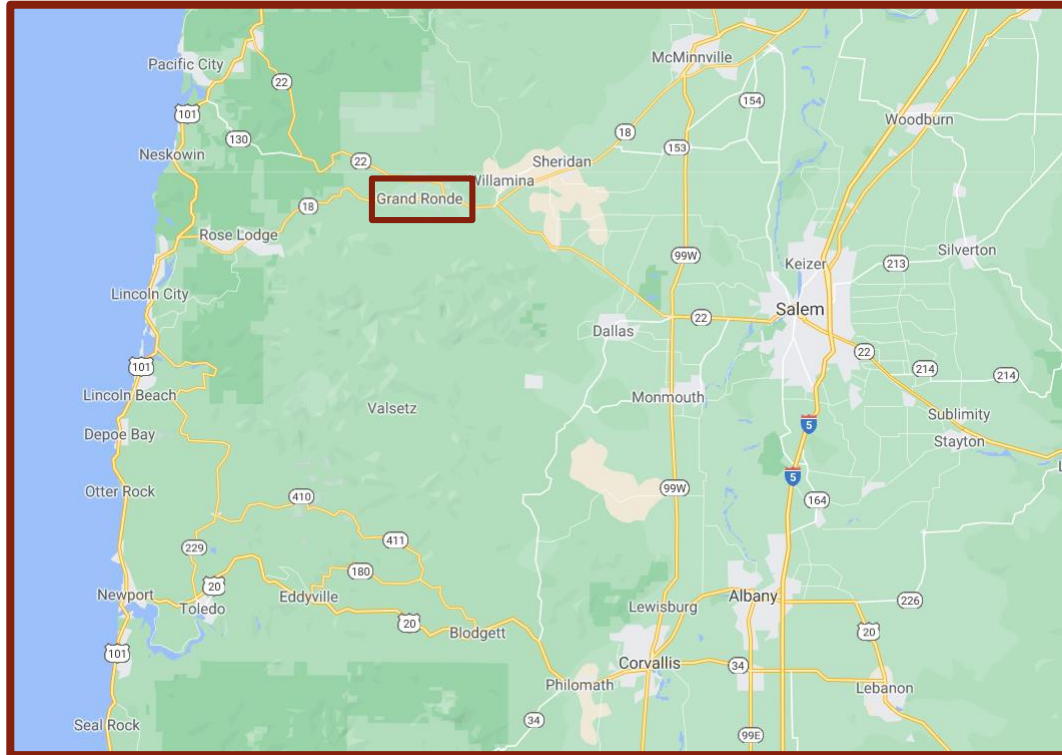 McMinnville
Pacific City
22
154
101
Woodburn
18
130
153
Neskowin
22
Sheridan
Willamina
Grand Ronde
18
Rose Lodge
99W
Silverton
Keizer
213
Lincoln City
Salem
22
Dallas
22
101
214
214
Lincoln Beach
Monmouth
Valsetz
Sublimity
5
Depoe Bay
Stayton
L
5
Otter Rock
99W
410
164
411
229
180
20
Newport
Eddyville
Albany
226
Toledo
Lewisburg
20
20
Blodgett
101
Corvallis
34
Philomath
Lebanon
34
Seal Rock
99E